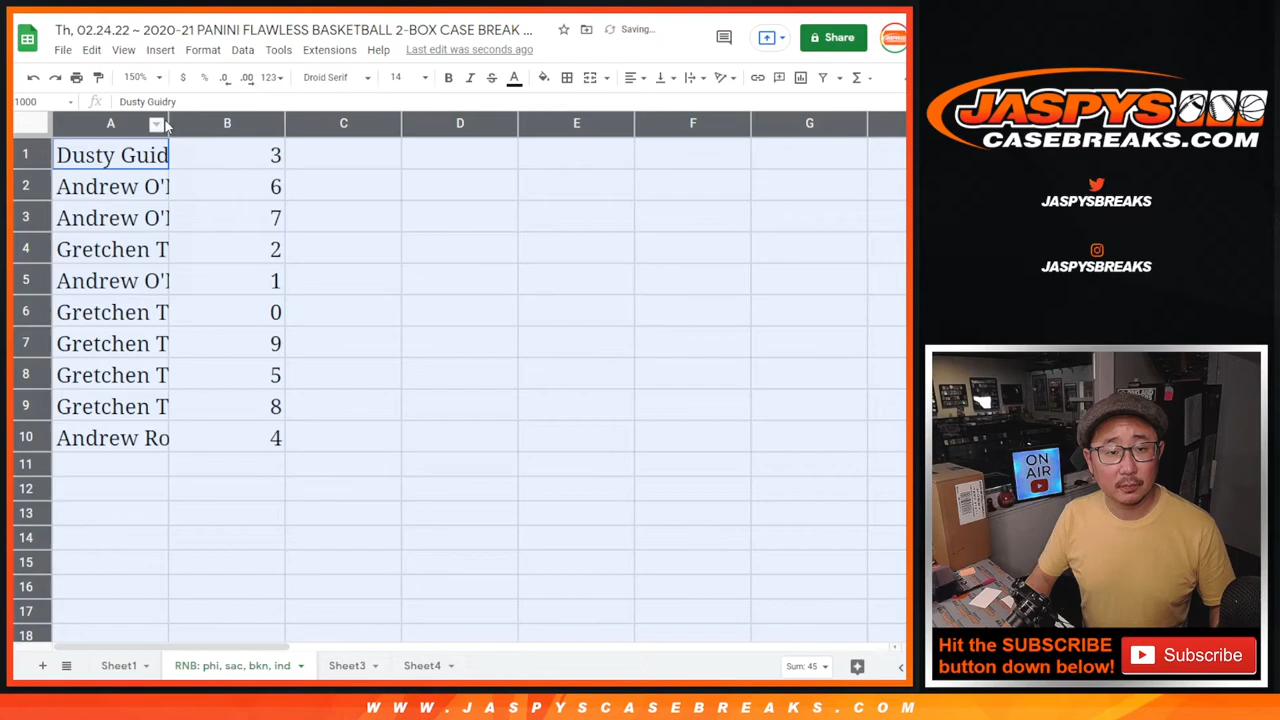 Th, 02.24.22 ~ 2020-21 PANINI FLAWLESS BASKETBALL 2-BOX CASE BREAK ...
Saving...
Share
File Edit View Insert Format Data Tools Extensions Help Last edit was seconds ago
150% $ % .0 .00 123 Droid Serif 14 B I S A
1000 fx Dusty Guidry
A B C D E F G
1 Dusty Guid 3
2 Andrew O' 6
3 Andrew O' 7
4 Gretchen T 2
5 Andrew O' 1
6 Gretchen T 0
7 Gretchen T 9
8 Gretchen T 5
9 Gretchen T 8
10 Andrew Ro 4
11
12
13
14
15
16
17
18
Sheet1 RNB: phi, sac, bkn, ind Sheet3 Sheet4 Sum: 45
JASPYS
CASEBREAKS.COM
JASPYSBREAKS
JASPYSBREAKS
ON
AIR
Hit the SUBSCRIBE
button down below!
Subscribe
WWW.JASPYSCASEBREAKS.COM